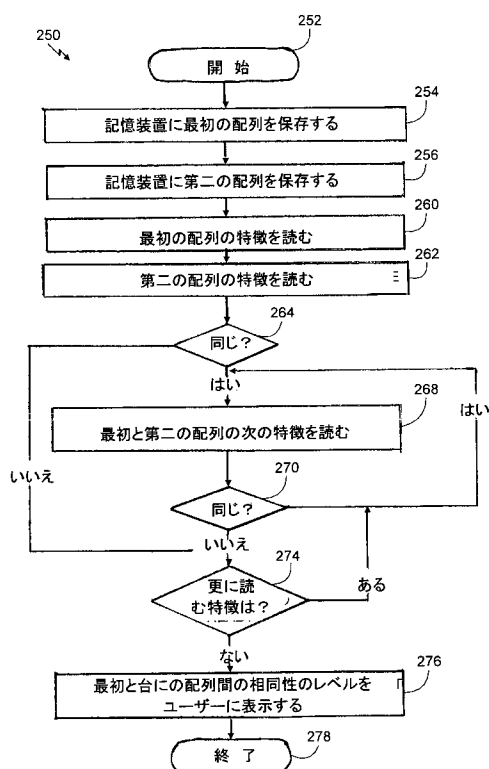 250
252
開始
254
記憶装置に最初の配列を保存する
256
記憶装置に第二の配列を保存する
260
最初の配列の特徴を読む
262
第二の配列の特徴を読む
264
同じ?
はい
268
はい
最初と第二の配列の次の特徴を読む
いいえ
270
同じ?
いいえ
274
ある
更に読
む特徴は?
ない
276
最初と台にの配列間の相同性のレベルを
ユーザーに表示する
278
終了